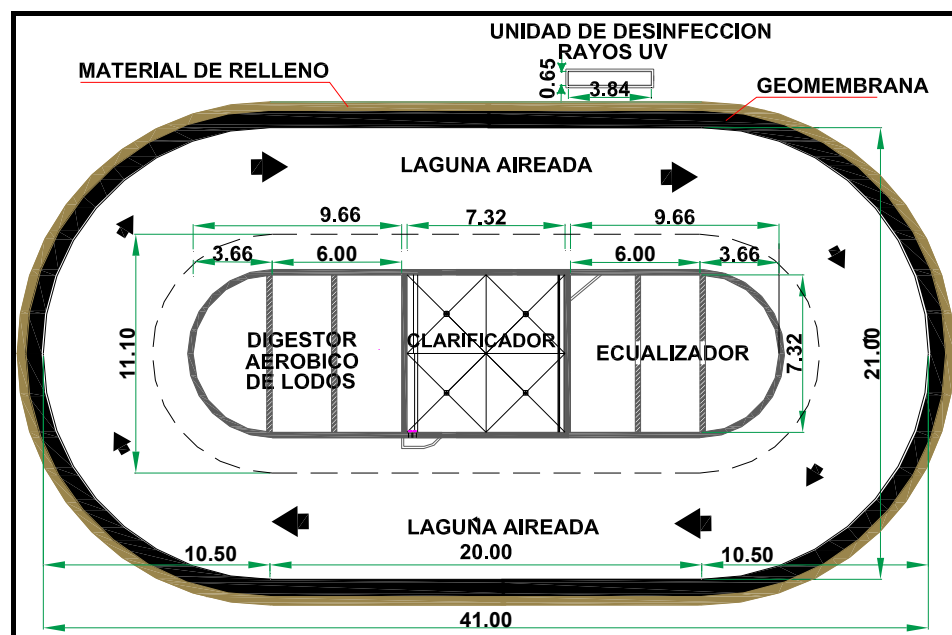 UNIDAD DE DESINFECCION
RAYOS UV
MATERIAL DE RELLENO
0.65
3.84
GEOMEMBRANA
LAGUNA AIREADA
9.66
7.32
9.66
3.66
6.00
6.00
3.66
11.10
DIGESTOR
AEROBICO
DE LODOS
CLARIFICADOR
ECUALIZADOR
7.32
21.00
LAGUNA AIREADA
10.50
20.00
10.50
41.00